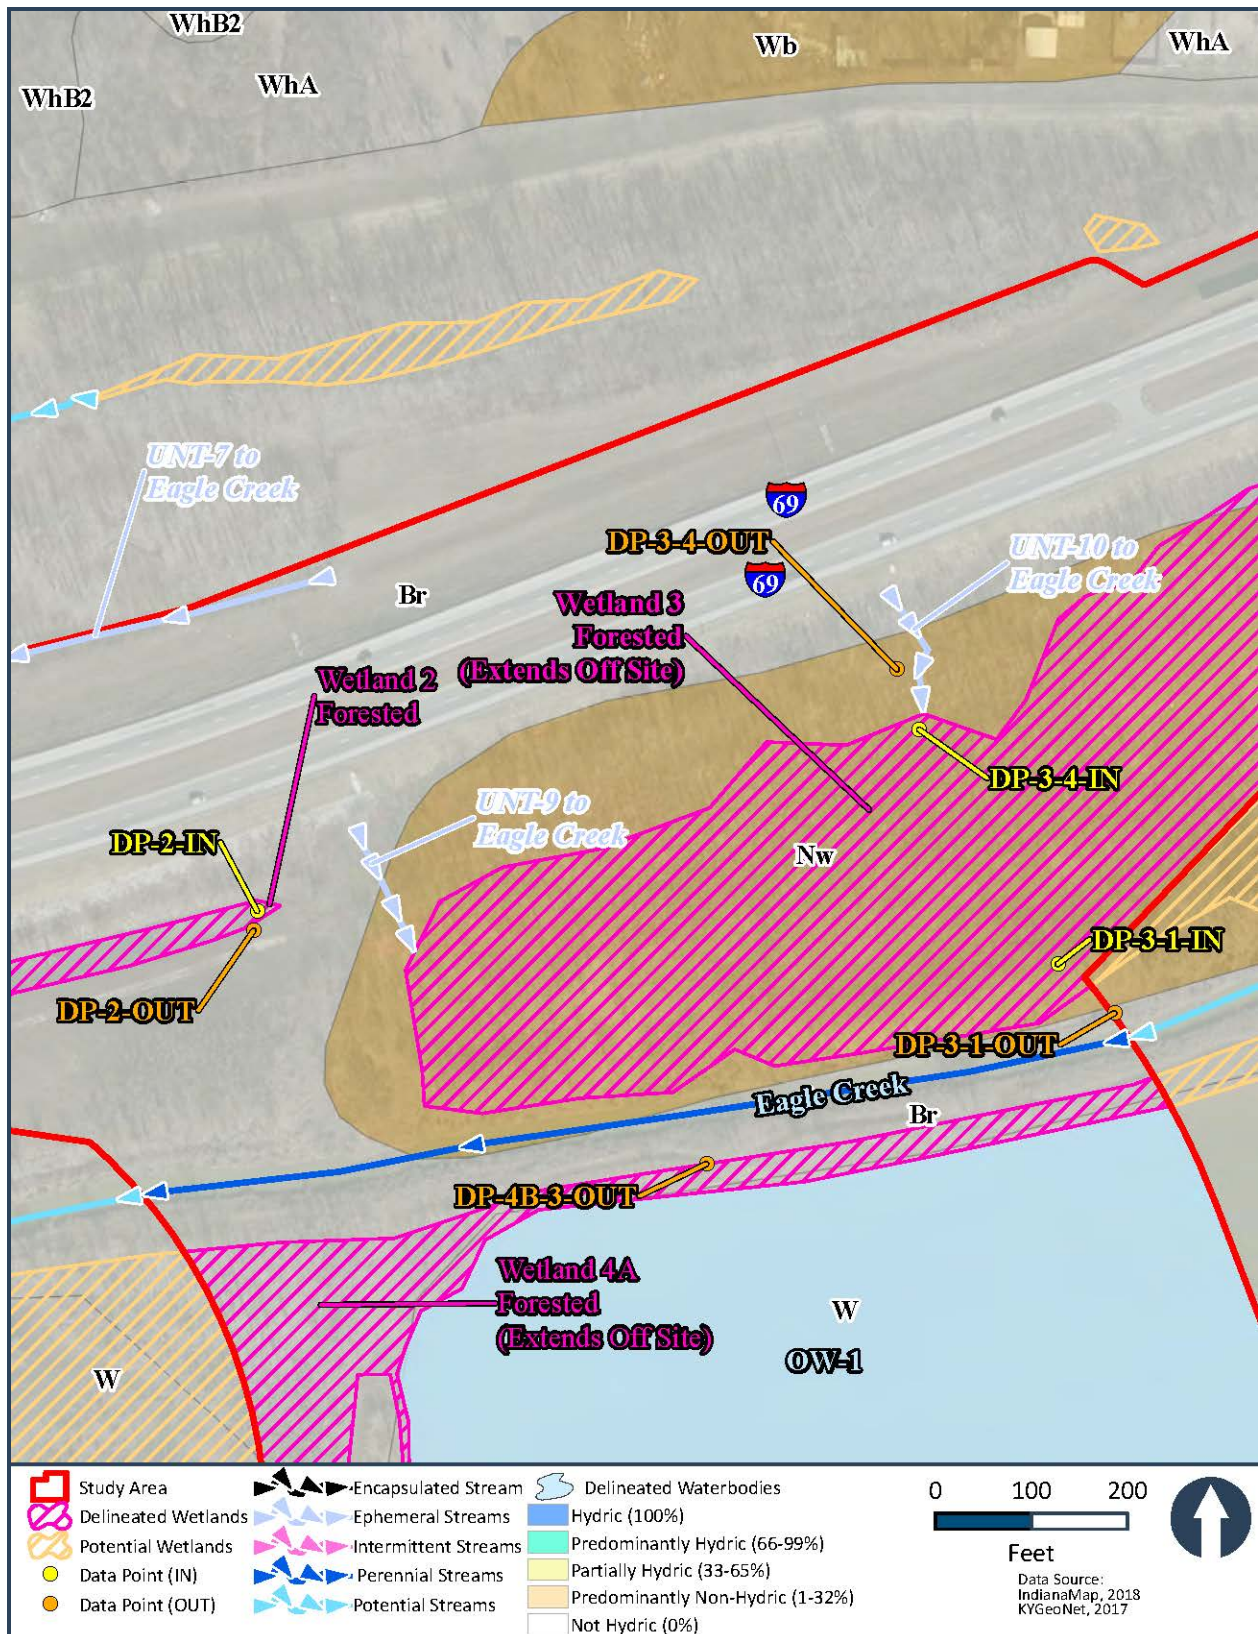 WhB2
Wb
WhA
WhA
WhB2
UNT-7 to
Eagle Creek
69
DP-3-4-OUT
UNT-10 to
Eagle Creek
69
Br
Wetland 3
Forested
(Extends Off Site)
Wetland 2
Forested
DP-3-4-IN
UNT-9 to
Eagle Creek
DP-2-IN
Nw
DP-3-1-IN
DP-2-OUT
DP-3-1-OUT
Eagle Creek
Br
DP-4B-3-OUT
Wetland 4A
Forested
(Extends Off Site)
W
OW-1
W
Study Area
Delineated Wetlands
Potential Wetlands
Data Point (IN)
Data Point (OUT)
Encapsulated Stream
Ephemeral Streams
Intermittent Streams
Perennial Streams
Potential Streams
Delineated Waterbodies
Hydric (100%)
Predominantly Hydric (66-99%)
Partially Hydric (33-65%)
Predominantly Non-Hydric (1-32%)
Not Hydric (0%)
0 100 200
Feet
Data Source:
IndianaMap, 2018
KYGeoNet, 2017